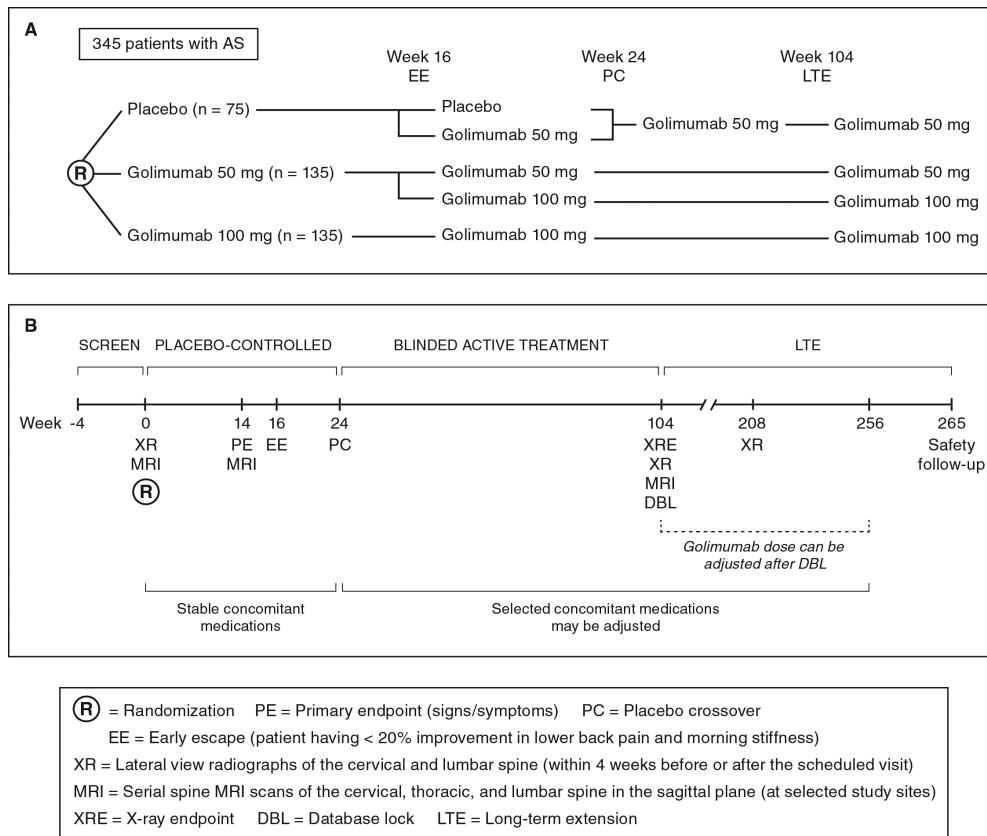 A
345 patients with AS
Week 16 Week 24 Week 104
EE PC LTE
Placebo (n = 75) Placebo
Golimumab 50 mg Golimumab 50 mg Golimumab 50 mg
Golimumab 50 mg (n = 135) Golimumab 50 mg Golimumab 50 mg
R
Golimumab 100 mg Golimumab 100 mg
Golimumab 100 mg (n = 135) Golimumab 100 mg Golimumab 100 mg
B
SCREEN PLACEBO-CONTROLLED BLINDED ACTIVE TREATMENT LTE
Week -4 0 14 16 24 104 208 256 265
XR PE EE PC XRE XR Safety
MRI MRI XR follow-up
R MRI
DBL
Golimumab dose can be
adjusted after DBL
Stable concomitant Selected concomitant medications
medications may be adjusted
R = Randomization PE = Primary endpoint (signs/symptoms) PC = Placebo crossover
EE = Early escape (patient having < 20% improvement in lower back pain and morning stiffness)
XR = Lateral view radiographs of the cervical and lumbar spine (within 4 weeks before or after the scheduled visit)
MRI = Serial spine MRI scans of the cervical, thoracic, and lumbar spine in the sagittal plane (at selected study sites)
XRE = X-ray endpoint DBL = Database lock LTE = Long-term extension